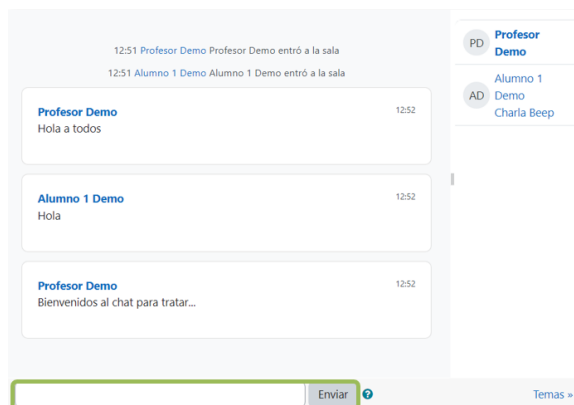 12:51 Profesor Demo Profesor Demo entró a la sala
12:51 Alumno 1 Demo Alumno 1 Demo entró a la sala
Profesor Demo 12:52
Hola a todos
Alumno 1 Demo 12:52
Hola
Profesor Demo 12:52
Bienvenidos al chat para tratar...
Enviar ?
PD Profesor
Demo
Alumno 1
AD Demo
Charla Beep
Temas »